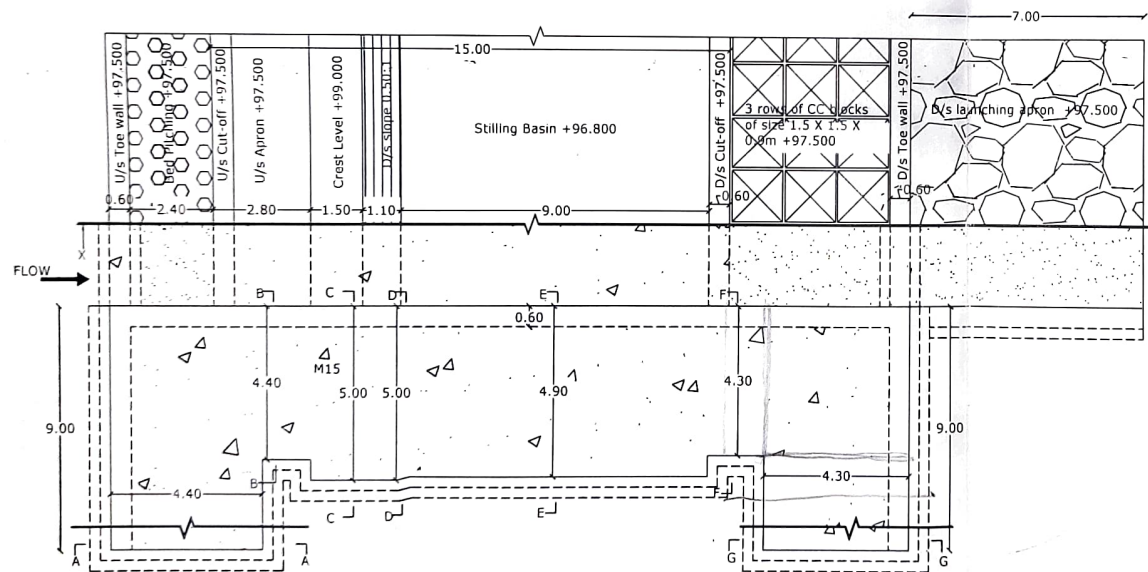 7.00
15.00
U/s Toe wall +97.500
Bed Pitching +97.500
U/s Cut-off +97.500
U/s Apron +97.500
Crest Level +99.000
D/s slope 0.50:1
Stilling Basin +96.800
D/s Cut-off +97.500
3 rows of CC blocks
of size 1.5 X 1.5 X
0.9m +97.500
D/s Toe wall +97.500
D/s launching apron +97.500
0.60
2.40
2.80
1.50
1.10
9.00
0.60
0.60
X
FLOW
B
C
D
E
F
0.60
M15
4.40
5.00
5.00
4.90
4.30
9.00
9.00
4.40
4.30
B
C
D
E
F
A
A
G
G